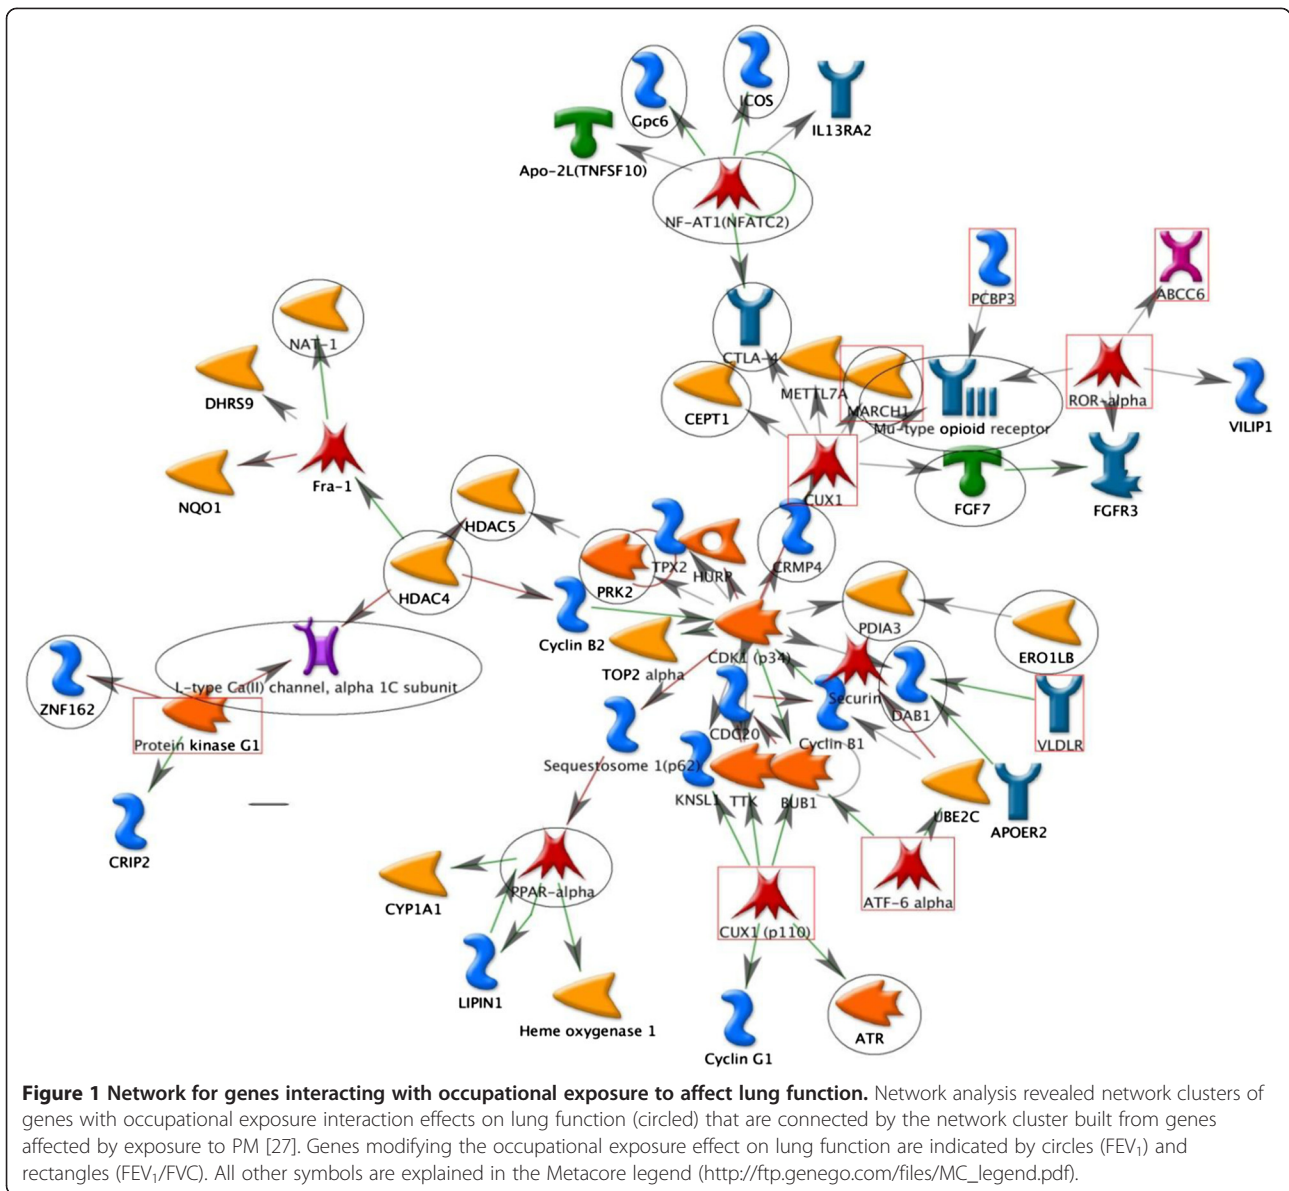 Gpc6
ICOS
IL13RA2
Apo-2L(TNFSF10)
NF-AT1(NFATC2)
PCBP3
ABCC6
NAT-1
CTLA-4
DHRS9
METTL7A
ROR-alpha
CEPT1
MARCH1
Mu-type opioid receptor
VILIP1
NQO1
Fra-1
CUX1
FGF7
FGFR3
HDAC5
TPX2
HURP
CRMP4
HDAC4
PRK2
PDIA3
Cyclin B2
CDK1 (p34)
ERO1LB
TOP2 alpha
L-type Ca(II) channel, alpha 1C subunit
Securin
ZNF162
DAB1
Protein kinase G1
CDC20
Cyclin B1
VLDLR
Sequestosome 1(p62)
KNSL1
TTK
BUB1
UBE2C
APOER2
CRIP2
PPAR-alpha
ATF-6 alpha
CYP1A1
CUX1 (p110)
LIPIN1
Heme oxygenase 1
ATR
Cyclin G1
Figure 1 Network for genes interacting with occupational exposure to affect lung function. Network analysis revealed network clusters of
genes with occupational exposure interaction effects on lung function (circled) that are connected by the network cluster built from genes
affected by exposure to PM [27]. Genes modifying the occupational exposure effect on lung function are indicated by circles (FEV₁) and
rectangles (FEV₁/FVC). All other symbols are explained in the Metacore legend (http://ftp.genego.com/files/MC_legend.pdf).